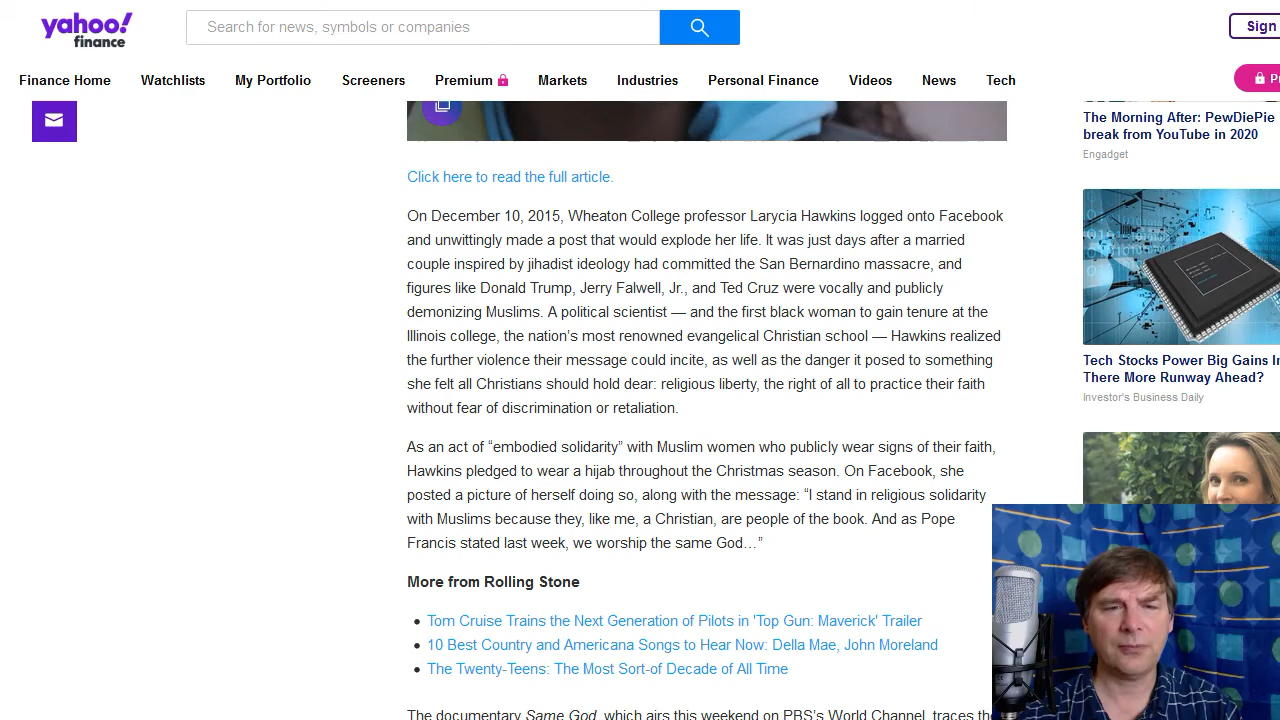 yahoo!
finance
Search for news, symbols or companies
Sign
Finance Home Watchlists My Portfolio Screeners Premium Markets Industries Personal Finance Videos News Tech
The Morning After: PewDiePie
break from YouTube in 2020
Engadget
Click here to read the full article.
On December 10, 2015, Wheaton College professor Larycia Hawkins logged onto Facebook
and unwittingly made a post that would explode her life. It was just days after a married
couple inspired by jihadist ideology had committed the San Bernardino massacre, and
figures like Donald Trump, Jerry Falwell, Jr., and Ted Cruz were vocally and publicly
demonizing Muslims. A political scientist — and the first black woman to gain tenure at the
Illinois college, the nation’s most renowned evangelical Christian school — Hawkins realized
the further violence their message could incite, as well as the danger it posed to something
she felt all Christians should hold dear: religious liberty, the right of all to practice their faith
without fear of discrimination or retaliation.
Tech Stocks Power Big Gains
There More Runway Ahead?
Investor's Business Daily
As an act of “embodied solidarity” with Muslim women who publicly wear signs of their faith,
Hawkins pledged to wear a hijab throughout the Christmas season. On Facebook, she
posted a picture of herself doing so, along with the message: “I stand in religious solidarity
with Muslims because they, like me, a Christian, are people of the book. And as Pope
Francis stated last week, we worship the same God…”
More from Rolling Stone
Tom Cruise Trains the Next Generation of Pilots in 'Top Gun: Maverick' Trailer
10 Best Country and Americana Songs to Hear Now: Della Mae, John Moreland
The Twenty-Teens: The Most Sort-of Decade of All Time
The documentary Same God, which airs this weekend on PBS’s World Channel, traces